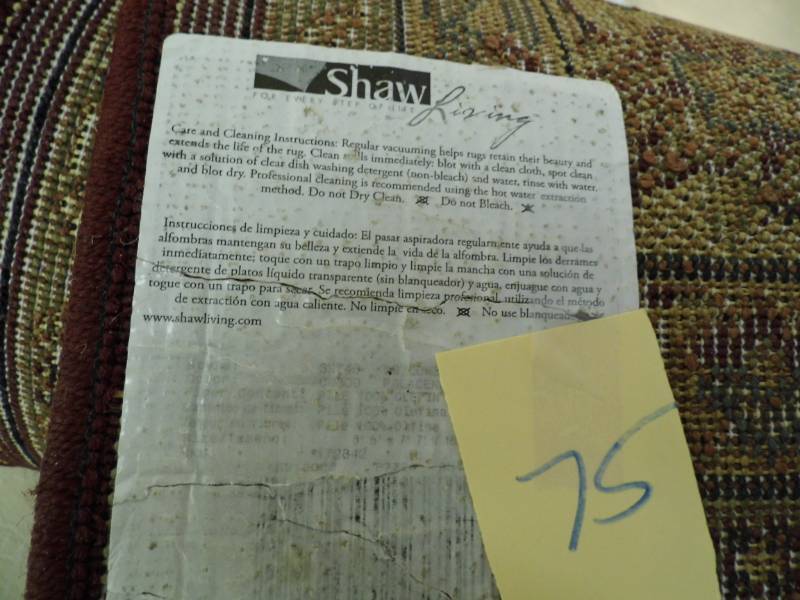 Shaw
Living
FOR EVERY STEP OF LIFE
Care and Cleaning Instructions: Regular vacuuming helps rugs retain their beauty and
extends the life of the rug. Clean immediately: blot with a clean cloth, spot clean
with a solution of clear dish washing detergent (non-bleach) snd water, rinse with water,
and blot dry. Professional cleaning is recommended using the hot water extraction
method. Do not Dry Clean. Do not Bleach.
Instrucciones de limpieza y cuidado: El pasar aspiradora regularmente ayuda a que las
alfombras mantengan su belleza y extiende la vida de la alfombra. Limpie los derrames
inmediatamente; toque con un trapo limpio y limpie la mancha con una solución de
detergente de platos líquido transparente (sin blanqueador) y agua, enjuague con agua y
togue con un trapo para secar. Se recomienda limpieza profesional, utilizando el método
de extracción con agua caliente. No limpie en seco. No use
www.shawliving.com
75